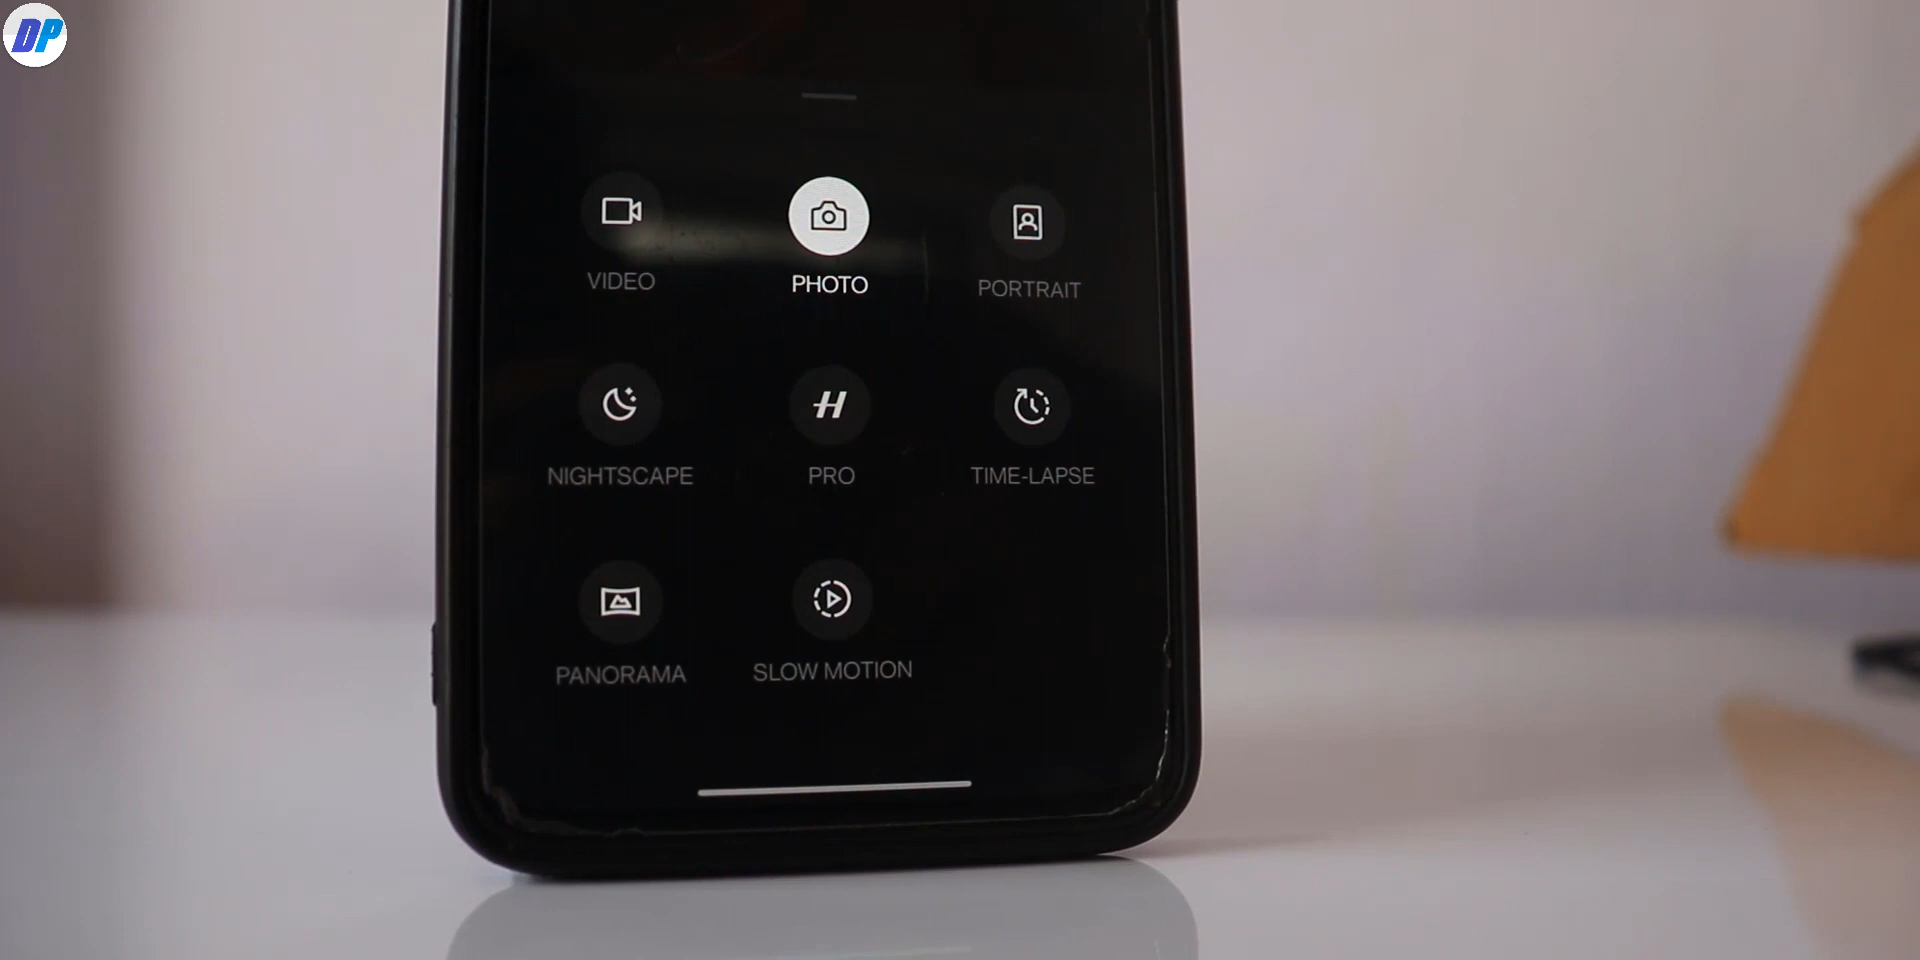 DP
VIDEO
PHOTO
PORTRAIT
NIGHTSCAPE
PRO
TIME-LAPSE
PANORAMA
SLOW MOTION